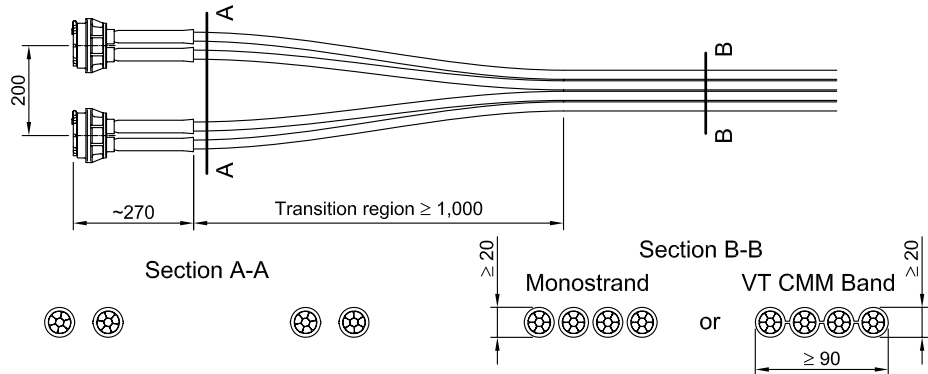 A
B
200
B
A
~270
Transition region ≥ 1,000
Section A-A
Section B-B
≥ 20
Monostrand
VT CMM Band
≥ 20
or
≥ 90